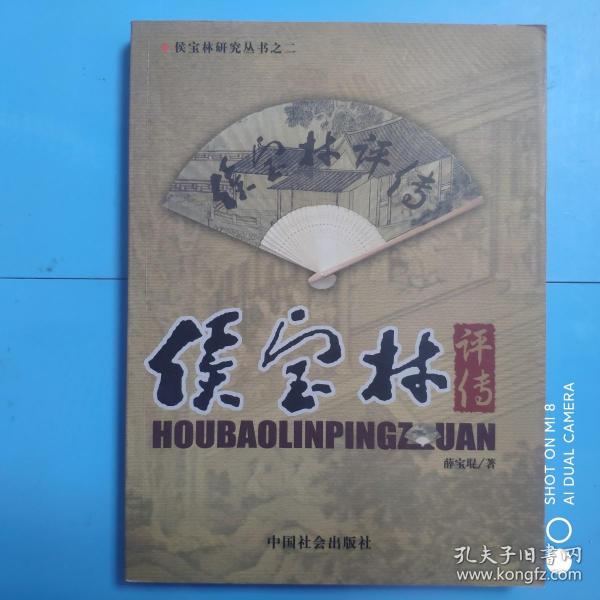 侯宝林研究丛书之二
侯宝林评传
侯宝林
评传
HOUBAOLINPINGZHUAN
薛宝琨/著
中国社会出版社
SHOT ON MI 8
AI DUAL CAMERA
孔夫子旧书网
www.kongfz.com